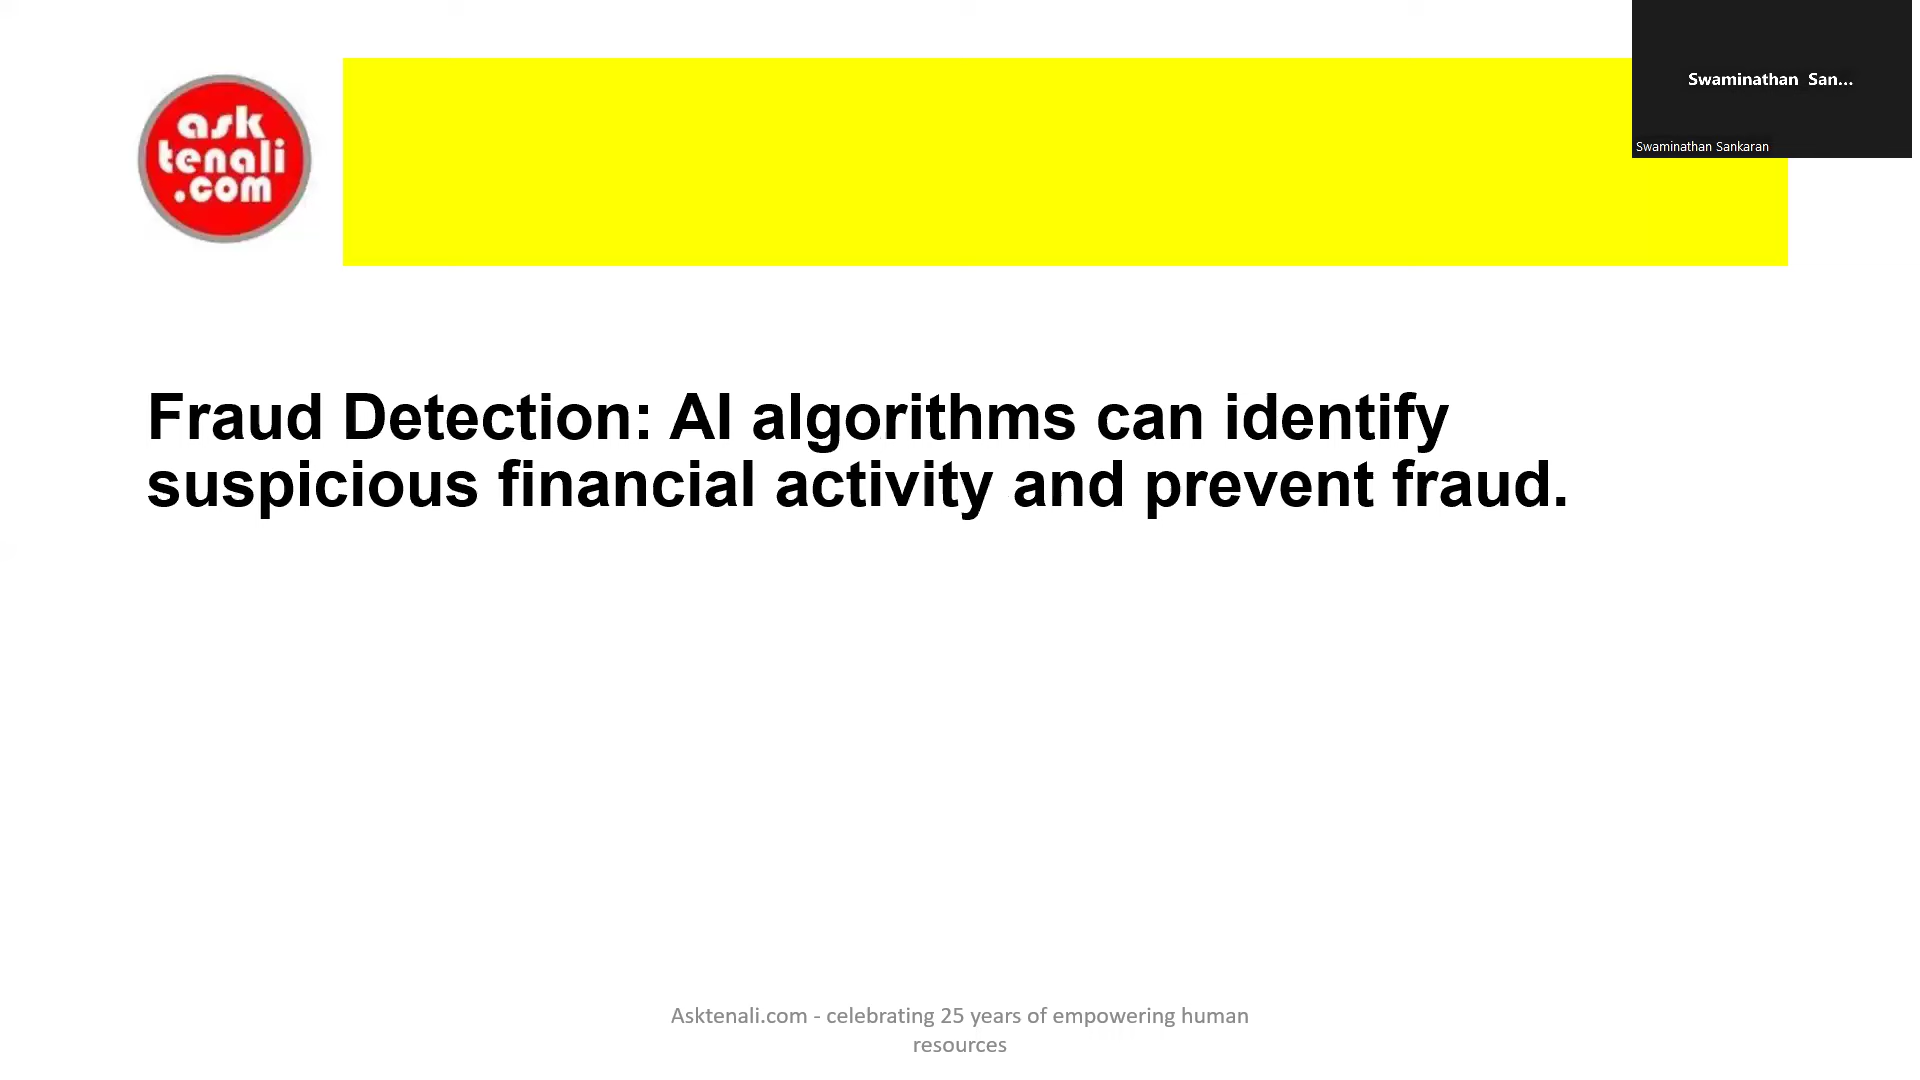 ask
tenali
.com
Swaminathan San...
Swaminathan Sankaran
Fraud Detection: AI algorithms can identify
suspicious financial activity and prevent fraud.
Asktenali.com - celebrating 25 years of empowering human
resources